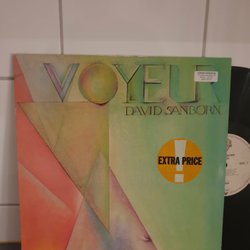 VOYEUR
DAVID SANBORN
EXTRA PRICE
!